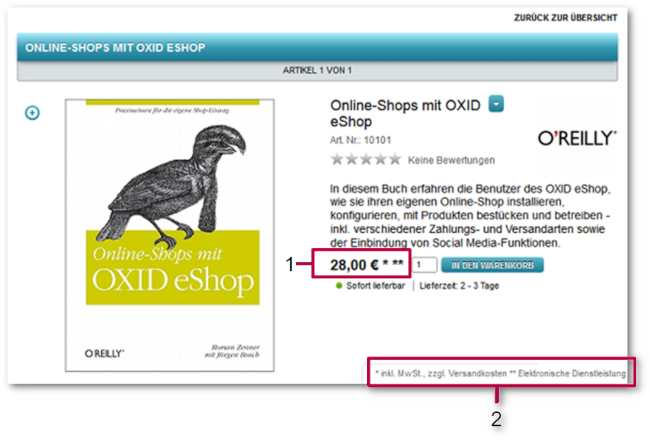 ZURÜCK ZUR ÜBERSICHT
ONLINE-SHOPS MIT OXID ESHOP
ARTIKEL 1 VON 1
Praxiswissen für die eigene Shop-Lösung
Online-Shops mit
OXID eShop
Roman Zenner
mit Jürgen Busch
O'REILLY
Online-Shops mit OXID
eShop
Art. Nr.: 10101
O'REILLY
Keine Bewertungen
In diesem Buch erfahren die Benutzer des OXID eShop,
wie sie ihren eigenen Online-Shop installieren,
konfigurieren, mit Produkten bestücken und betreiben -
inkl. verschiedener Zahlungs- und Versandarten sowie
der Einbindung von Social Media-Funktionen.
1
28,00 € * ** 1 IN DEN WARENKORB
Sofort lieferbar | Lieferzeit: 2 - 3 Tage
* inkl. MwSt., zzgl. Versandkosten ** Elektronische Dienstleistung
2